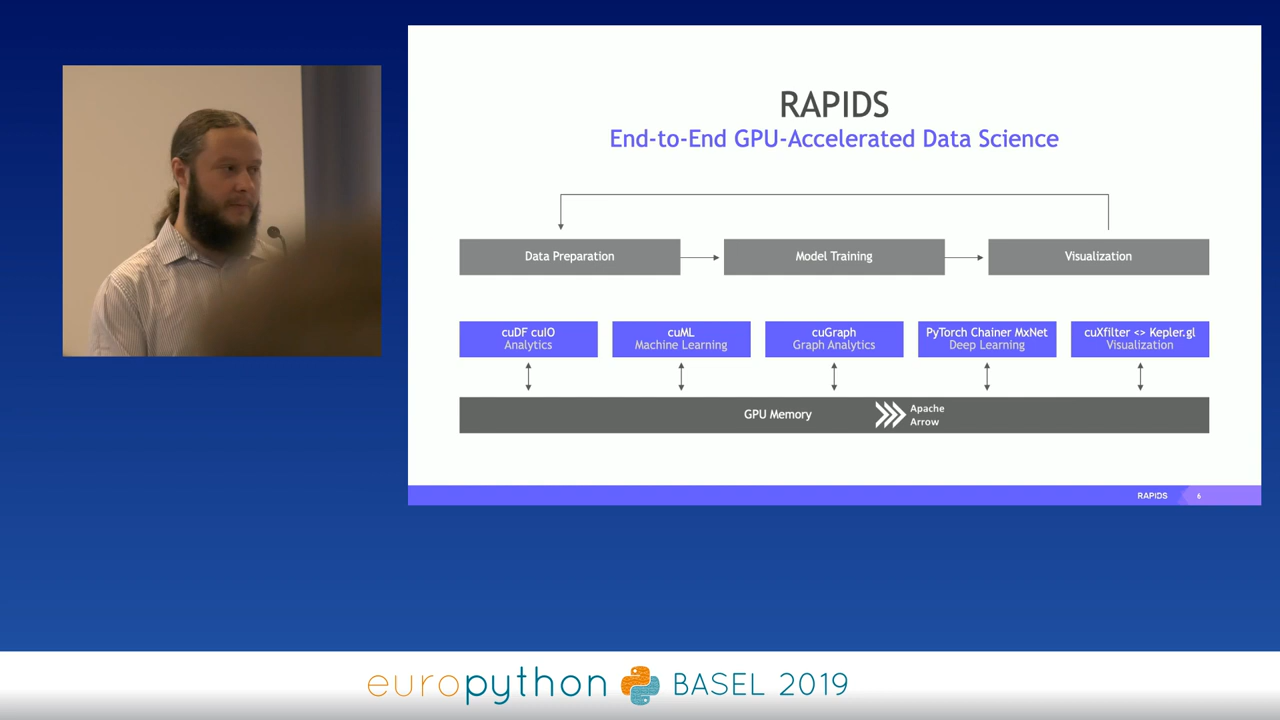 RAPIDS
End-to-End GPU-Accelerated Data Science
Data Preparation
Model Training
Visualization
cuDF cuIO
Analytics
cuML
Machine Learning
cuGraph
Graph Analytics
PyTorch Chainer MxNet
Deep Learning
cuXfilter <> Kepler.gl
Visualization
GPU Memory
Apache
Arrow
RAPIDS 6
europython BASEL 2019